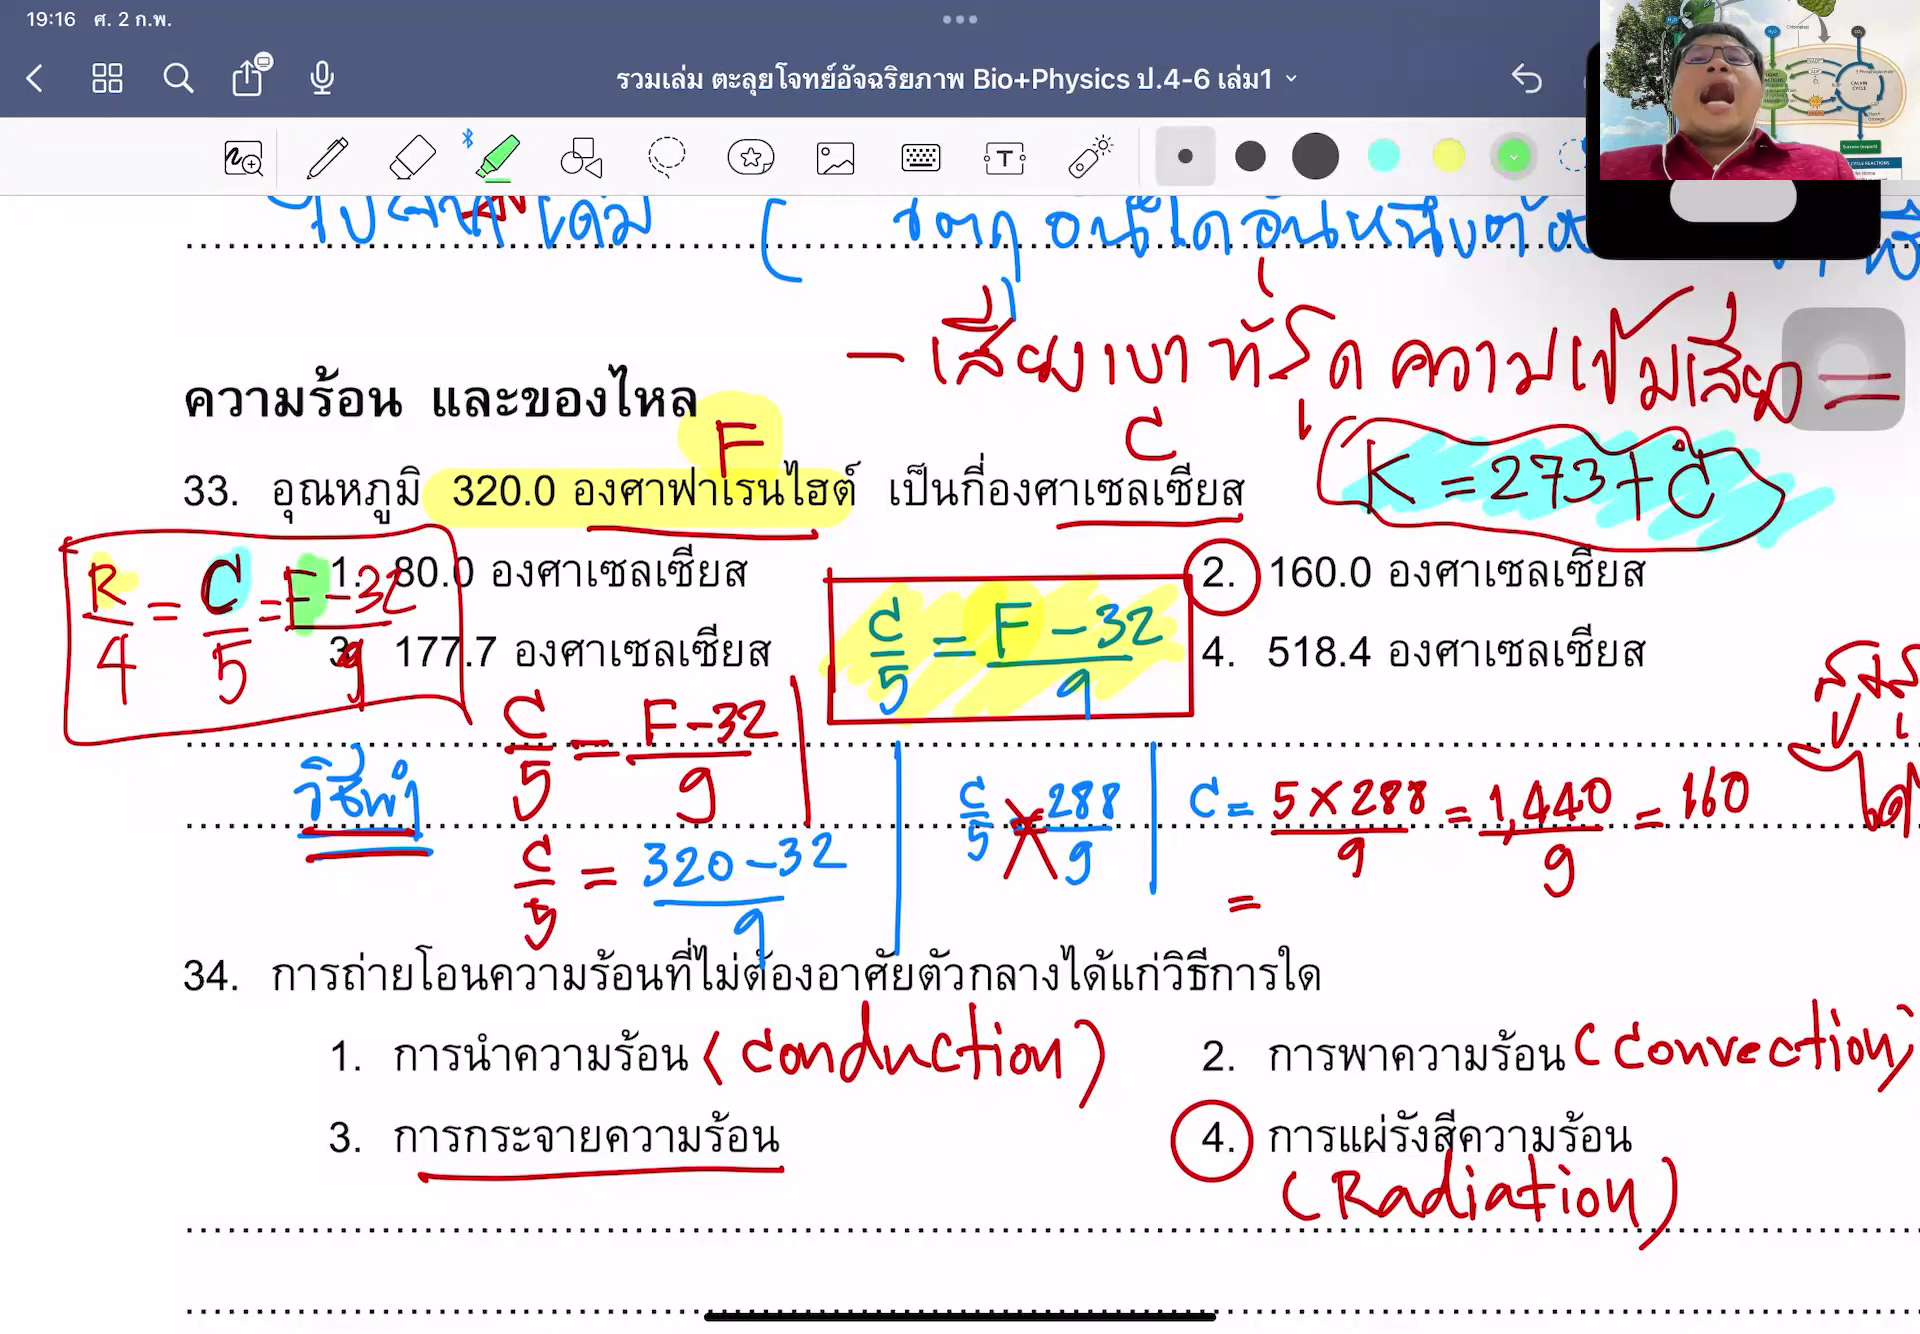 19:16 ศ. 2 ก.พ.
รวมเล่ม ตะลุยโจทย์อัจฉริยภาพ Bio+Physics ป.4-6 เล่ม1
ไป เดิม ( อันใดอันหนึ่ง
– เสียงเบาที่สุด ความเข้มเสียง =
ความร้อน และของไหล
F
C
K = 273 + C
33. อุณหภูมิ 320.0 องศาฟาเรนไฮต์ เป็นกี่องศาเซลเซียส
1. 80.0 องศาเซลเซียส 2. 160.0 องศาเซลเซียส
3. 177.7 องศาเซลเซียส 4. 518.4 องศาเซลเซียส
R/4 = C/5 = F-32/9
C/5 = F-32/9
วิธีทำ
C/5 = F-32/9
C/5 = 320-32/9
C/5 = 288/9
C = 5×288/9 = 1,440/9 = 160
=
34. การถ่ายโอนความร้อนที่ไม่ต้องอาศัยตัวกลางได้แก่วิธีการใด
1. การนำความร้อน (conduction) 2. การพาความร้อน (convection)
3. การกระจายความร้อน 4. การแผ่รังสีความร้อน
(Radiation)